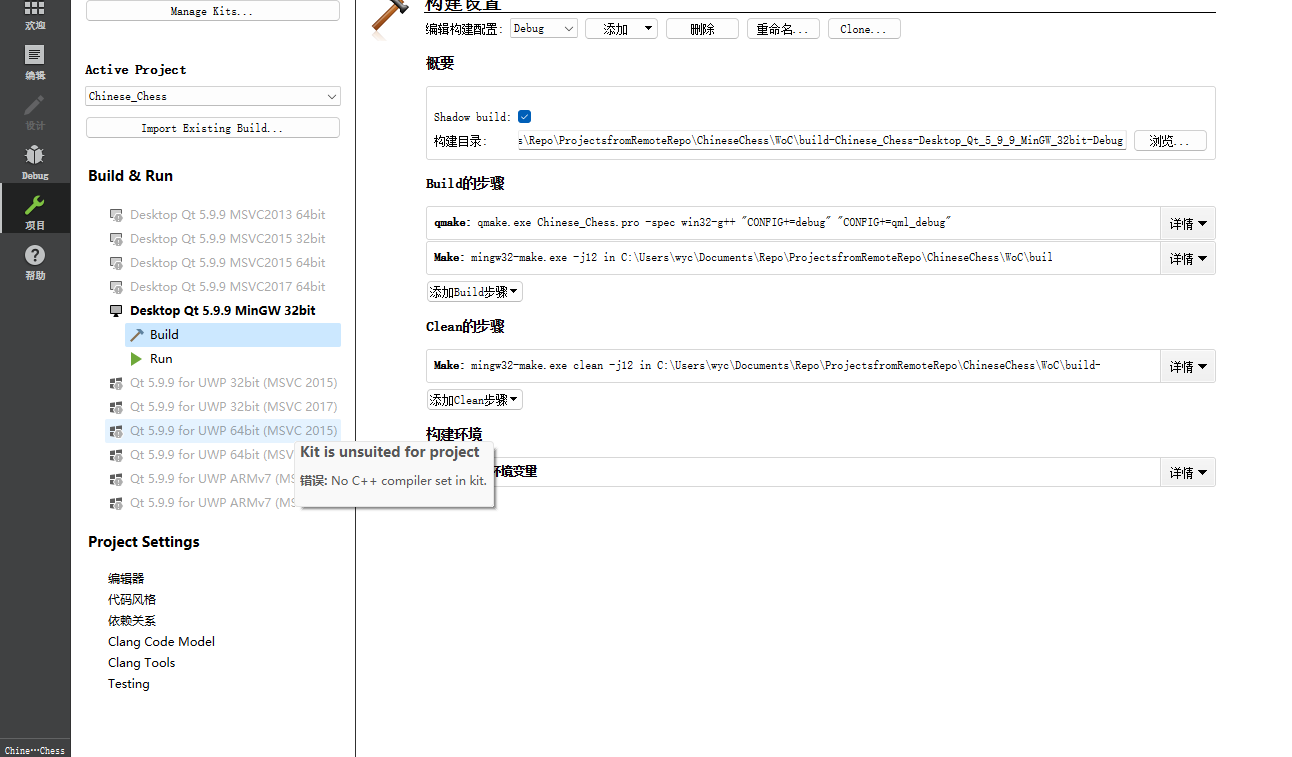 欢迎
编辑
设计
Debug
项目
帮助
Chine···Chess
Manage Kits...
Active Project
Chinese_Chess
Import Existing Build...
Build & Run
Desktop Qt 5.9.9 MSVC2013 64bit
Desktop Qt 5.9.9 MSVC2015 32bit
Desktop Qt 5.9.9 MSVC2015 64bit
Desktop Qt 5.9.9 MSVC2017 64bit
Desktop Qt 5.9.9 MinGW 32bit
Build
Run
Qt 5.9.9 for UWP 32bit (MSVC 2015)
Qt 5.9.9 for UWP 32bit (MSVC 2017)
Qt 5.9.9 for UWP 64bit (MSVC 2015)
Qt 5.9.9 for UWP 64bit (MSV
Qt 5.9.9 for UWP ARMv7 (MS
Qt 5.9.9 for UWP ARMv7 (MS
Kit is unsuited for project
错误: No C++ compiler set in kit.
Project Settings
编辑器
代码风格
依赖关系
Clang Code Model
Clang Tools
Testing
构建设置
编辑构建配置: Debug 添加 删除 重命名... Clone...
概要
Shadow build:
构建目录: s\Repo\ProjectsfromRemoteRepo\ChineseChess\WoC\build-Chinese_Chess-Desktop_Qt_5_9_9_MinGW_32bit-Debug 浏览...
Build的步骤
qmake: qmake.exe Chinese_Chess.pro -spec win32-g++ "CONFIG+=debug" "CONFIG+=qml_debug" 详情
Make: mingw32-make.exe -j12 in C:\Users\wyc\Documents\Repo\ProjectsfromRemoteRepo\ChineseChess\WoC\buil 详情
添加Build步骤
Clean的步骤
Make: mingw32-make.exe clean -j12 in C:\Users\wyc\Documents\Repo\ProjectsfromRemoteRepo\ChineseChess\WoC\build- 详情
添加Clean步骤
构建环境
环境变量 详情